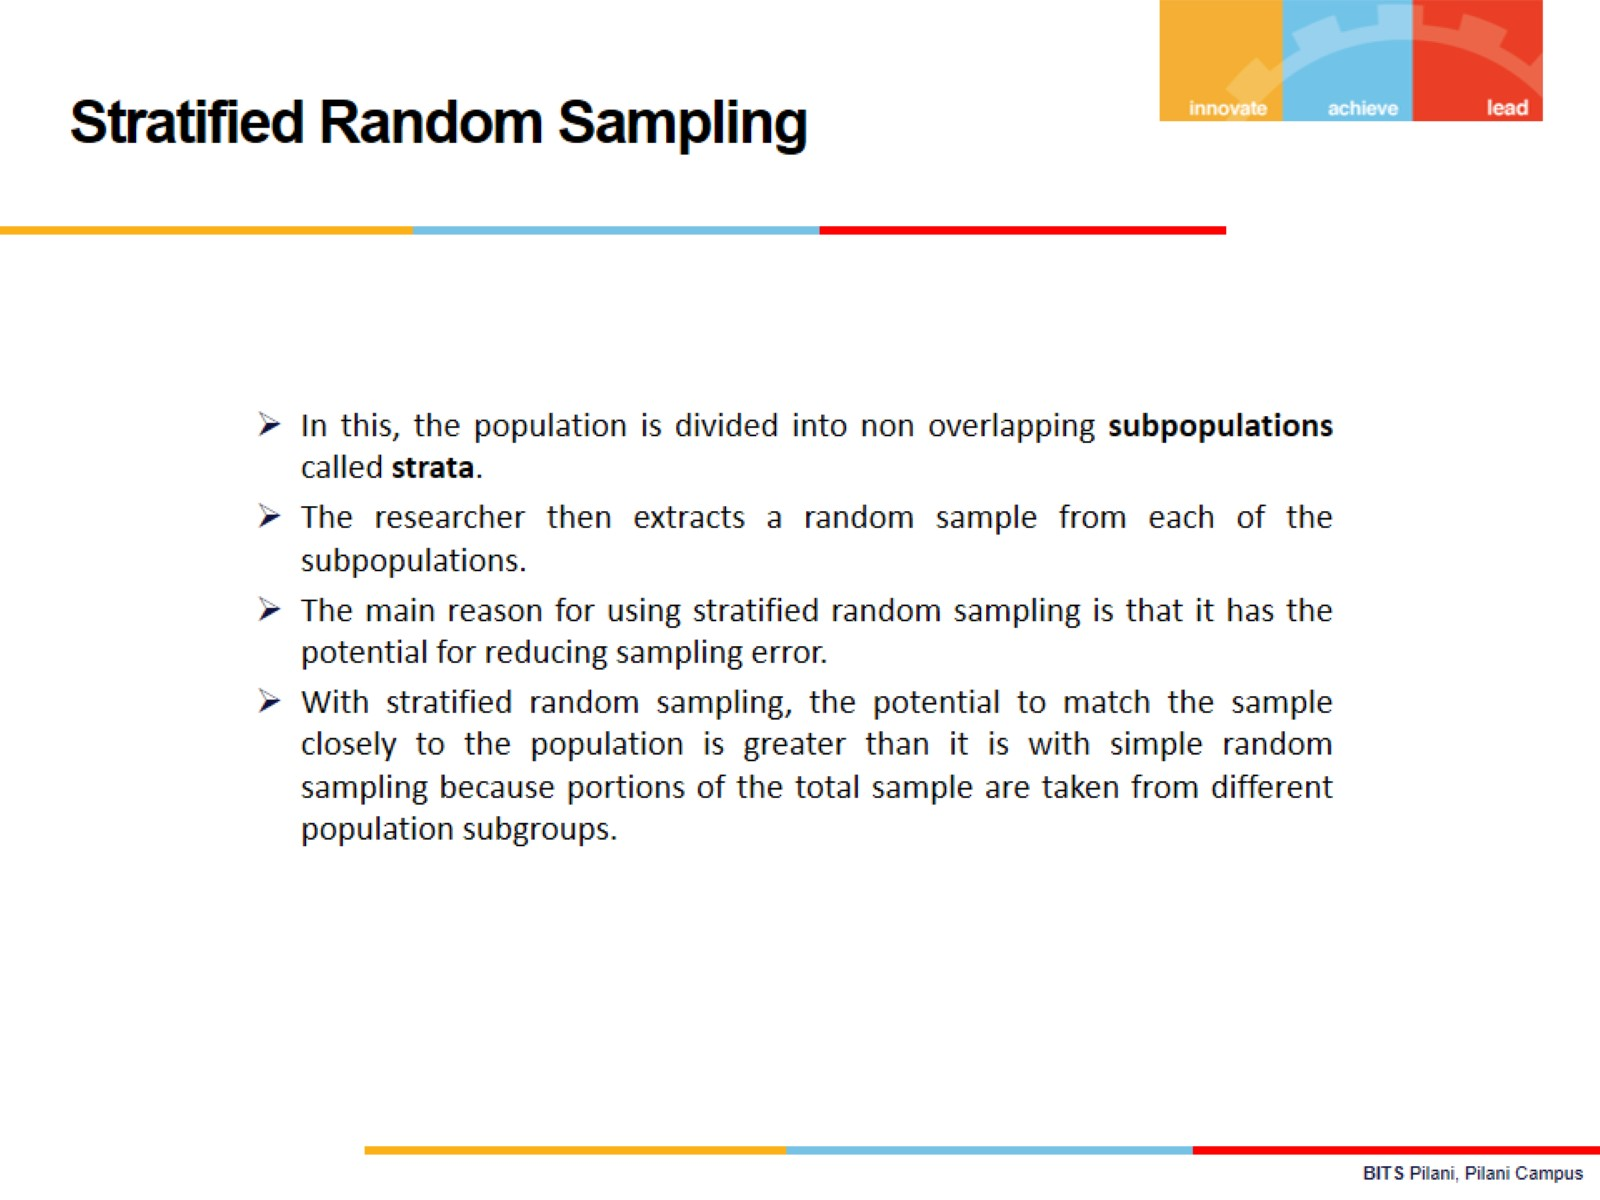 innovate achieve lead
Stratified Random Sampling
➢ In this, the population is divided into non overlapping subpopulations
called strata.
➢ The researcher then extracts a random sample from each of the
subpopulations.
➢ The main reason for using stratified random sampling is that it has the
potential for reducing sampling error.
➢ With stratified random sampling, the potential to match the sample
closely to the population is greater than it is with simple random
sampling because portions of the total sample are taken from different
population subgroups.
BITS Pilani, Pilani Campus